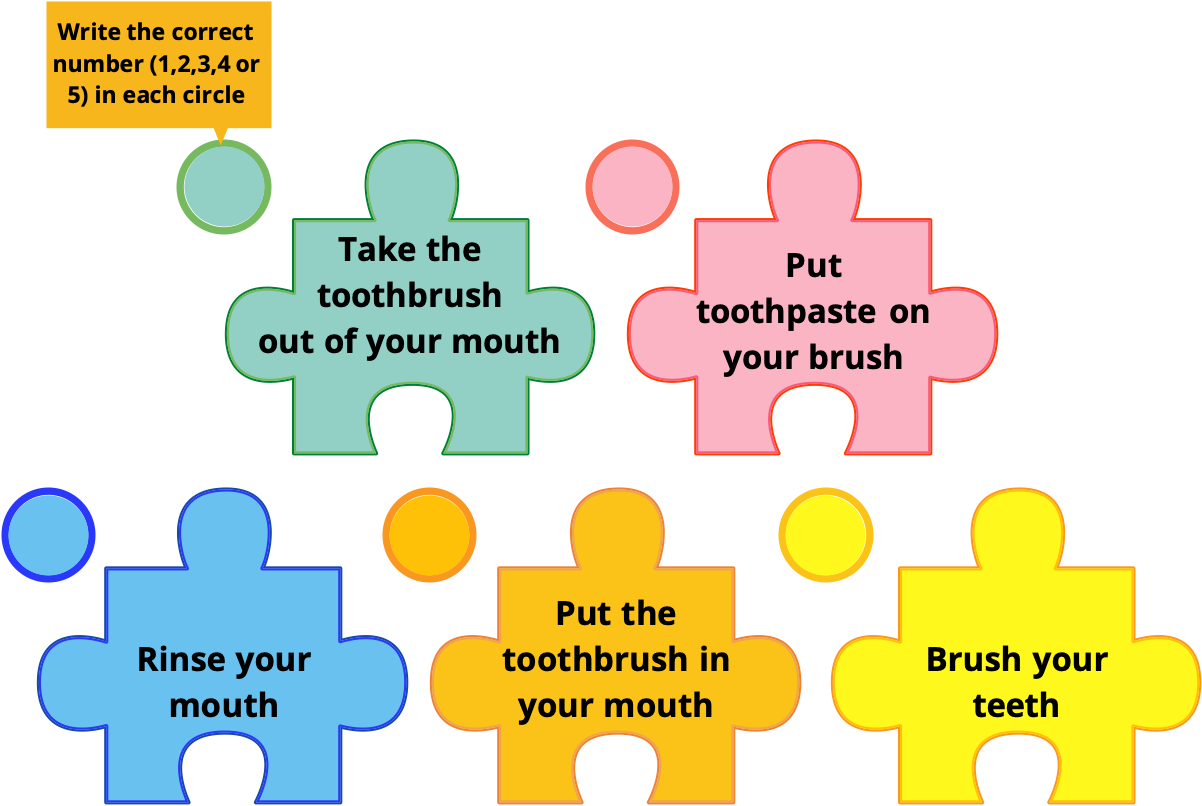 Write the correct
number (1,2,3,4 or
5) in each circle
Take the
toothbrush
out of your mouth
Put
toothpaste on
your brush
Rinse your
mouth
Put the
toothbrush in
your mouth
Brush your
teeth